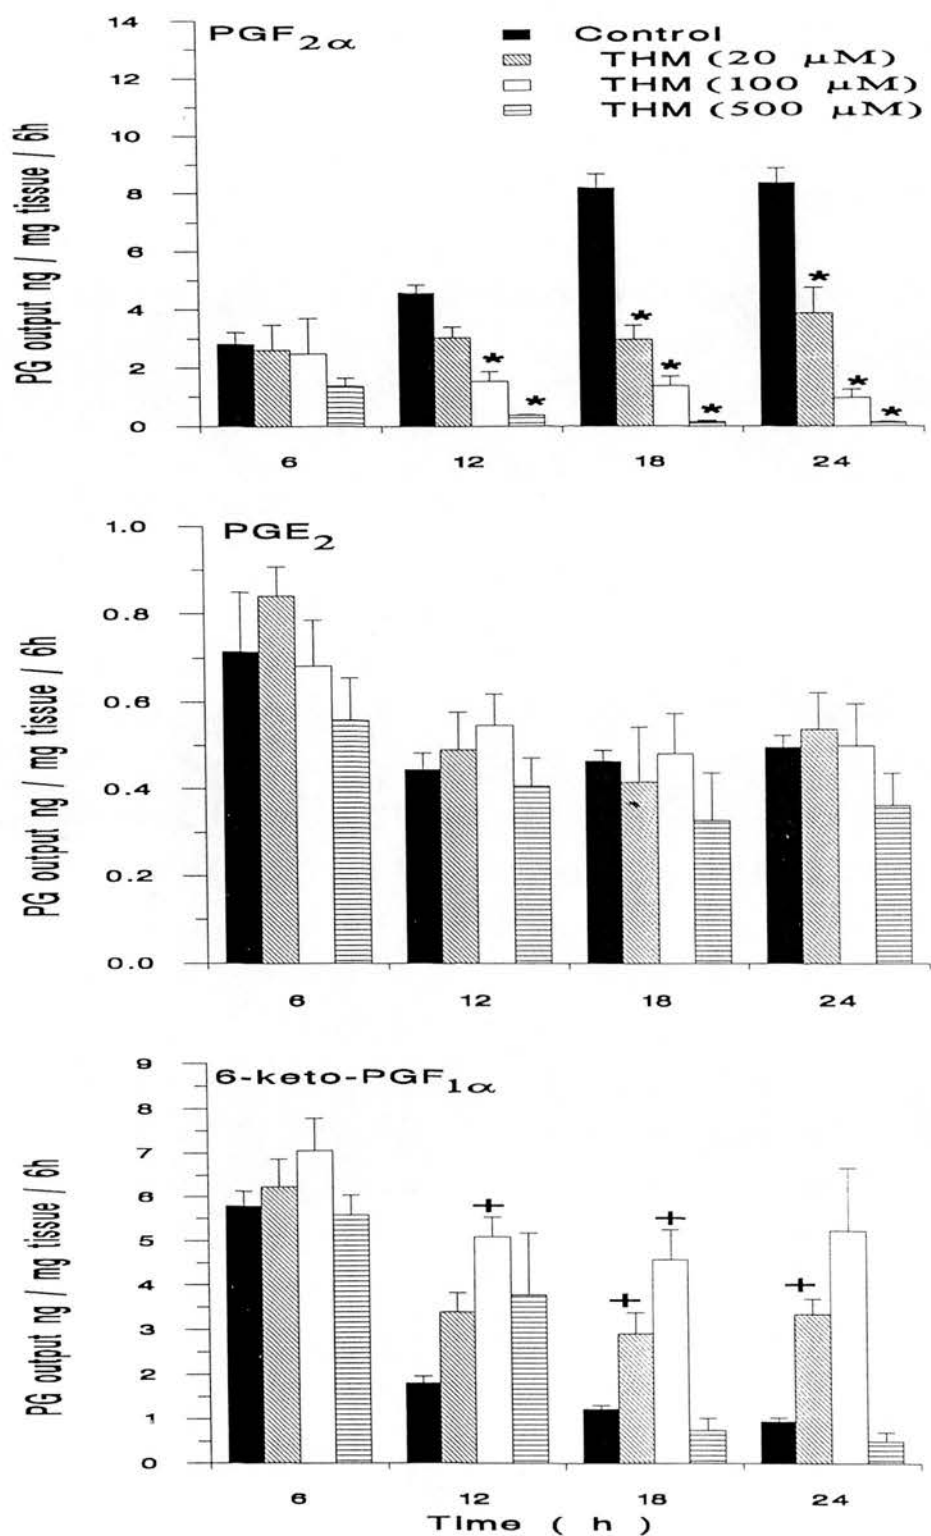 PGF2α
Control
THM (20 μM)
THM (100 μM)
THM (500 μM)
PG output ng / mg tissue / 6h
14
12
10
8
6
4
2
0
* * * * * * * *
6 12 18 24
PGE2
PG output ng / mg tissue / 6h
1.0
0.8
0.6
0.4
0.2
0.0
6 12 18 24
6-keto-PGF1α
PG output ng / mg tissue / 6h
9
8
7
6
5
4
3
2
1
0
+ + + +
6 12 18 24
Time ( h )